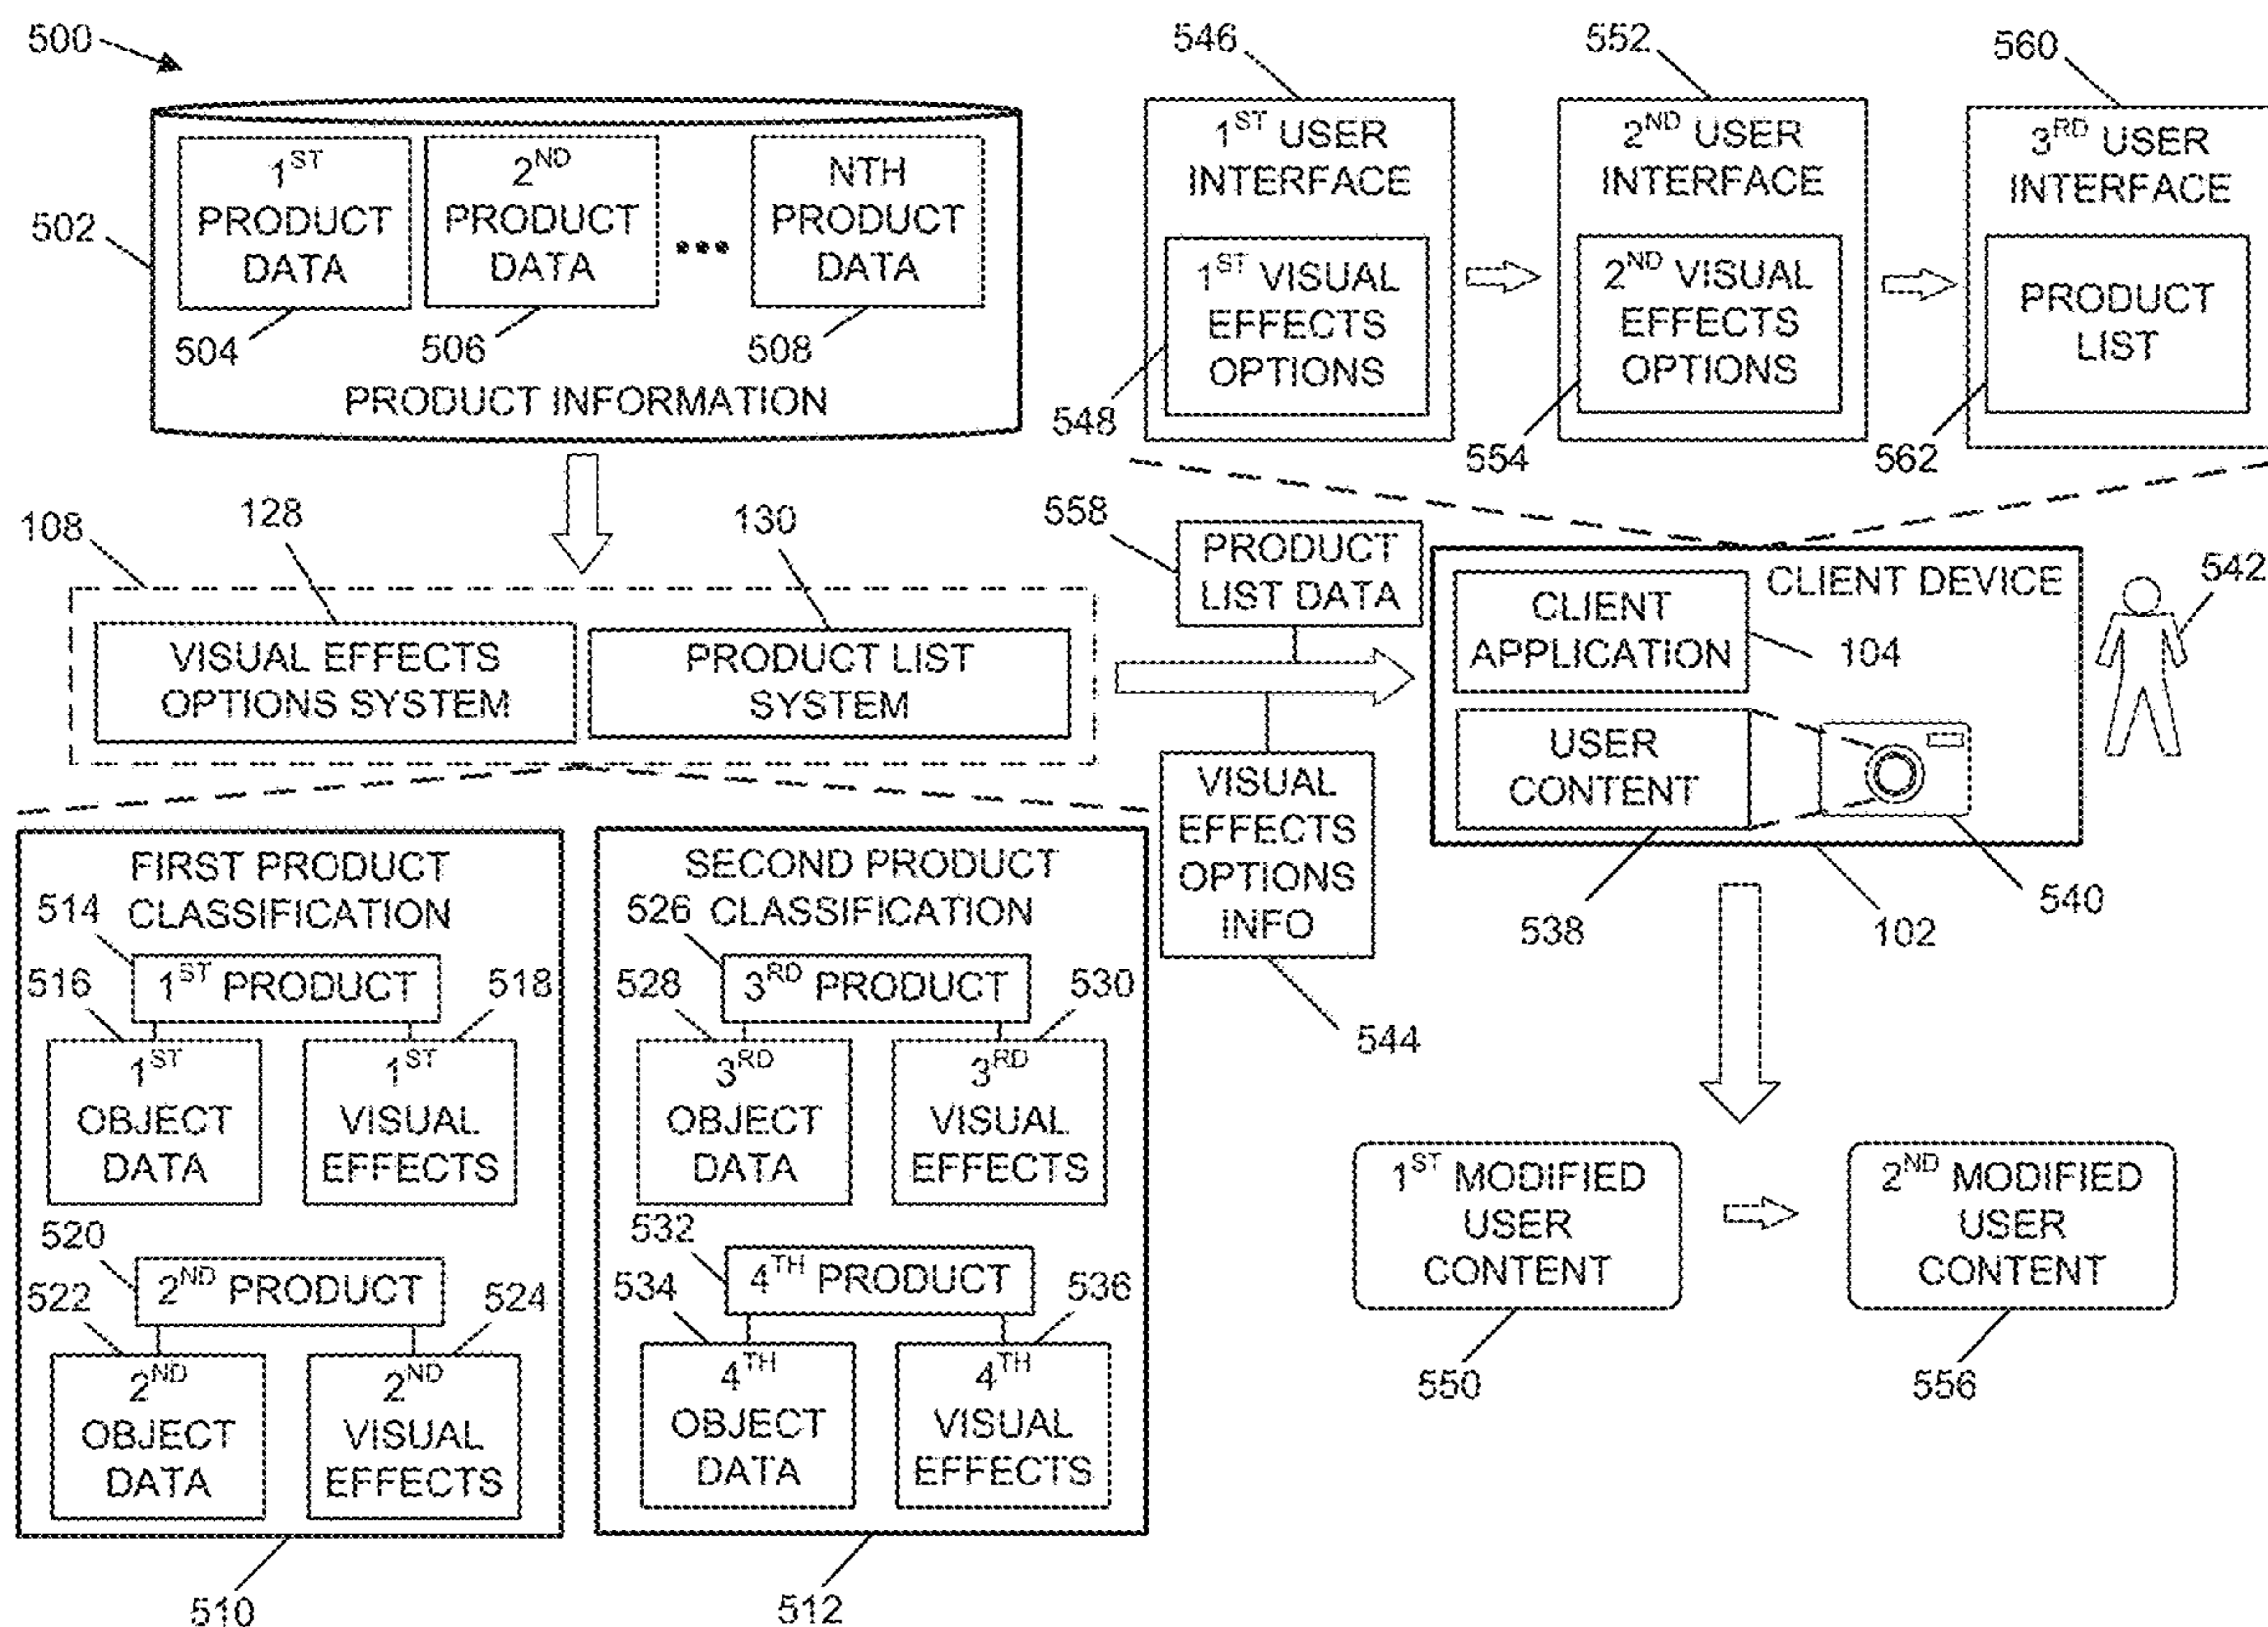 500
502
1ST
PRODUCT
DATA
504
2ND
PRODUCT
DATA
506
•••
NTH
PRODUCT
DATA
508
PRODUCT INFORMATION
546
1ST USER
INTERFACE
1ST VISUAL
EFFECTS
OPTIONS
548
552
2ND USER
INTERFACE
2ND VISUAL
EFFECTS
OPTIONS
554
560
3RD USER
INTERFACE
PRODUCT
LIST
562
108
128
130
VISUAL EFFECTS
OPTIONS SYSTEM
PRODUCT LIST
SYSTEM
558
PRODUCT
LIST DATA
VISUAL
EFFECTS
OPTIONS
INFO
544
CLIENT DEVICE
CLIENT
APPLICATION
104
USER
CONTENT
538
102
540
542
FIRST PRODUCT
CLASSIFICATION
514
1ST PRODUCT
516
518
1ST
OBJECT
DATA
1ST
VISUAL
EFFECTS
520
2ND PRODUCT
522
524
2ND
OBJECT
DATA
2ND
VISUAL
EFFECTS
510
SECOND PRODUCT
CLASSIFICATION
526
3RD PRODUCT
528
530
3RD
OBJECT
DATA
3RD
VISUAL
EFFECTS
532
4TH PRODUCT
534
536
4TH
OBJECT
DATA
4TH
VISUAL
EFFECTS
512
1ST MODIFIED
USER
CONTENT
550
2ND MODIFIED
USER
CONTENT
556